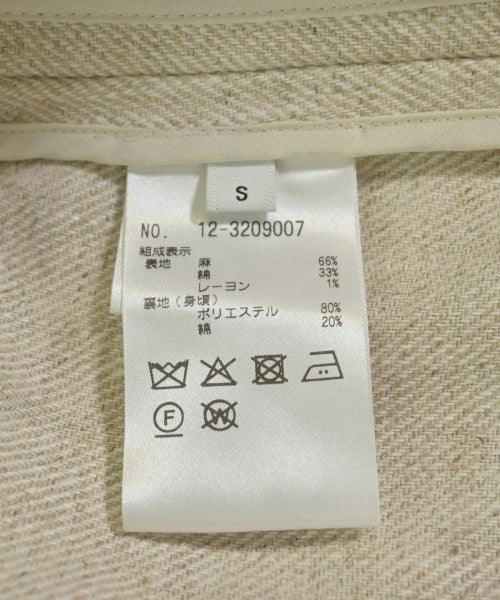 S
NO. 12-3209007
組成表示
表地 麻 66%
綿 33%
レーヨン 1%
裏地(身頃)
ポリエステル 80%
綿 20%
F W